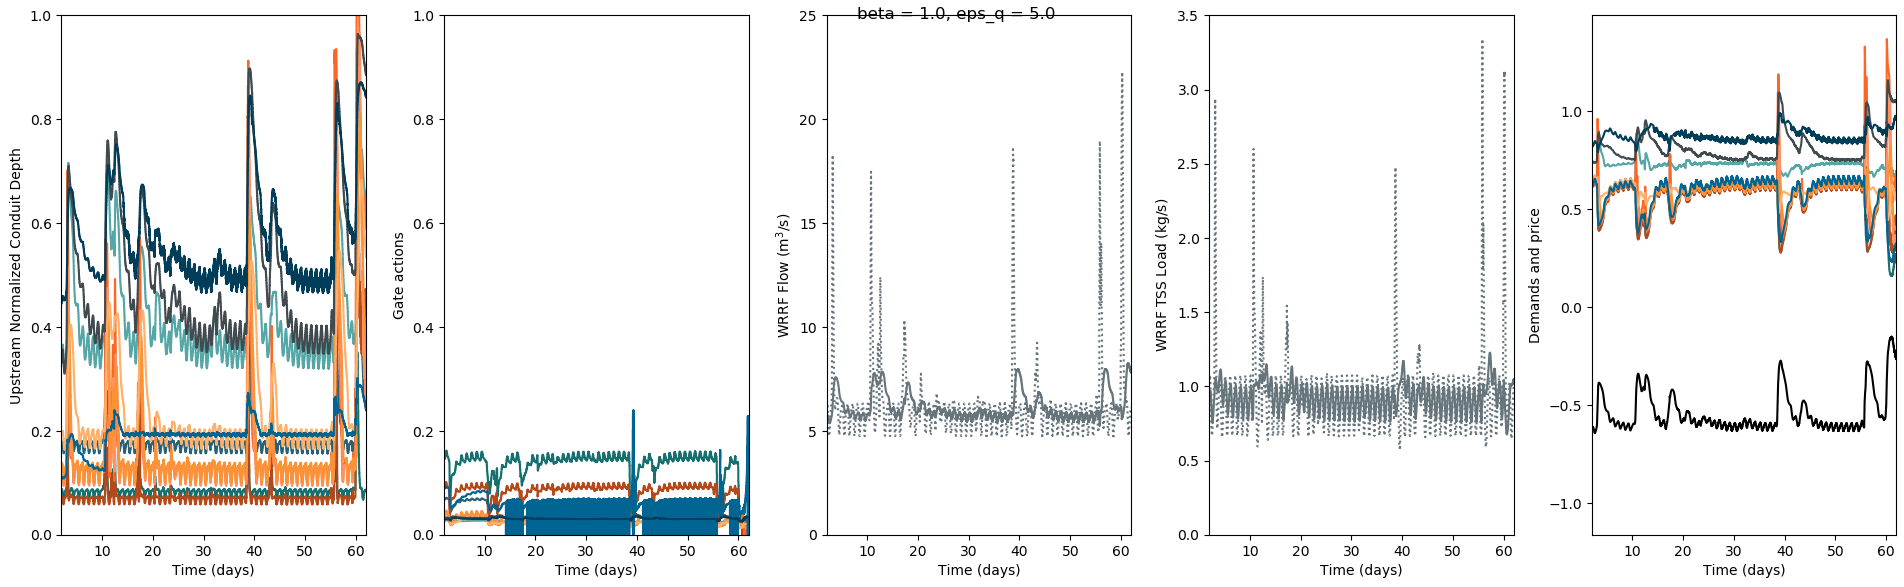 beta = 1.0, eps_q = 5.0
Upstream Normalized Conduit Depth
1.0
0.8
0.6
0.4
0.2
0.0
10 20 30 40 50 60
Time (days)
Gate actions
1.0
0.8
0.6
0.4
0.2
0.0
10 20 30 40 50 60
Time (days)
WRRF Flow (m³/s)
25
20
15
10
5
0
10 20 30 40 50 60
Time (days)
WRRF TSS Load (kg/s)
3.5
3.0
2.5
2.0
1.5
1.0
0.5
0.0
10 20 30 40 50 60
Time (days)
Demands and price
1.0
0.5
0.0
−0.5
−1.0
10 20 30 40 50 60
Time (days)